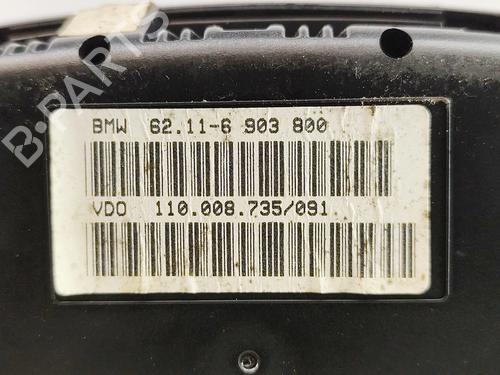 B-PARTS
BMW 62.11-6 903 800
VDO 110.008.735/091